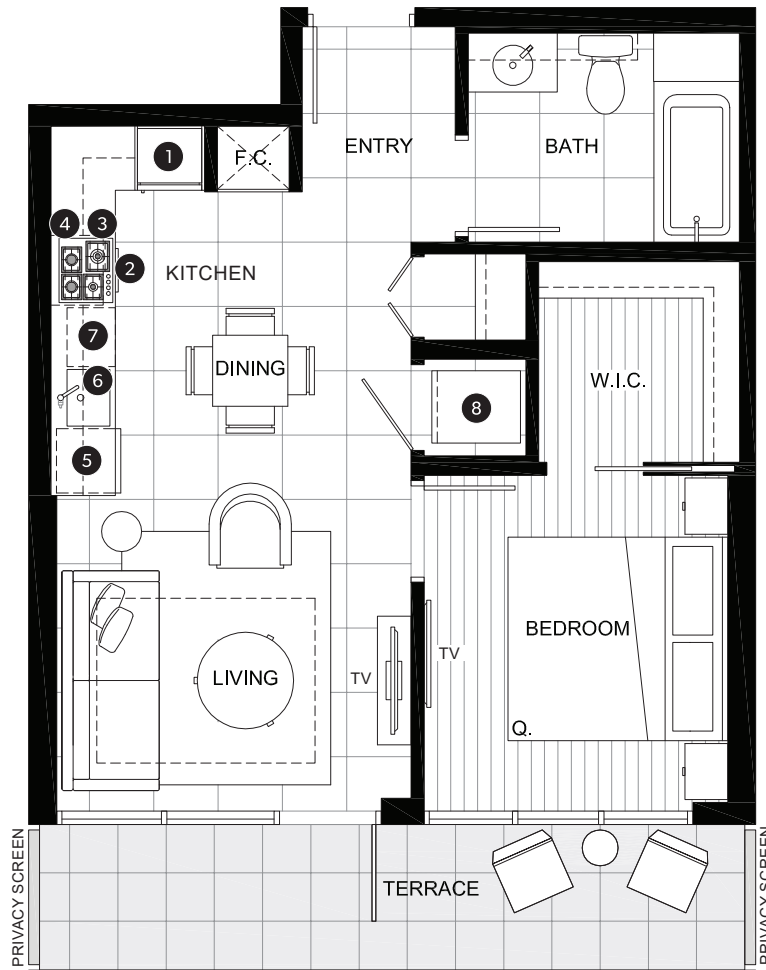 1
F.C.
ENTRY
BATH
4
3
2
KITCHEN
7
DINING
6
W.I.C.
8
5
BEDROOM
TV
LIVING
TV
Q.
PRIVACY SCREEN
TERRACE
PRIVACY SCREEN